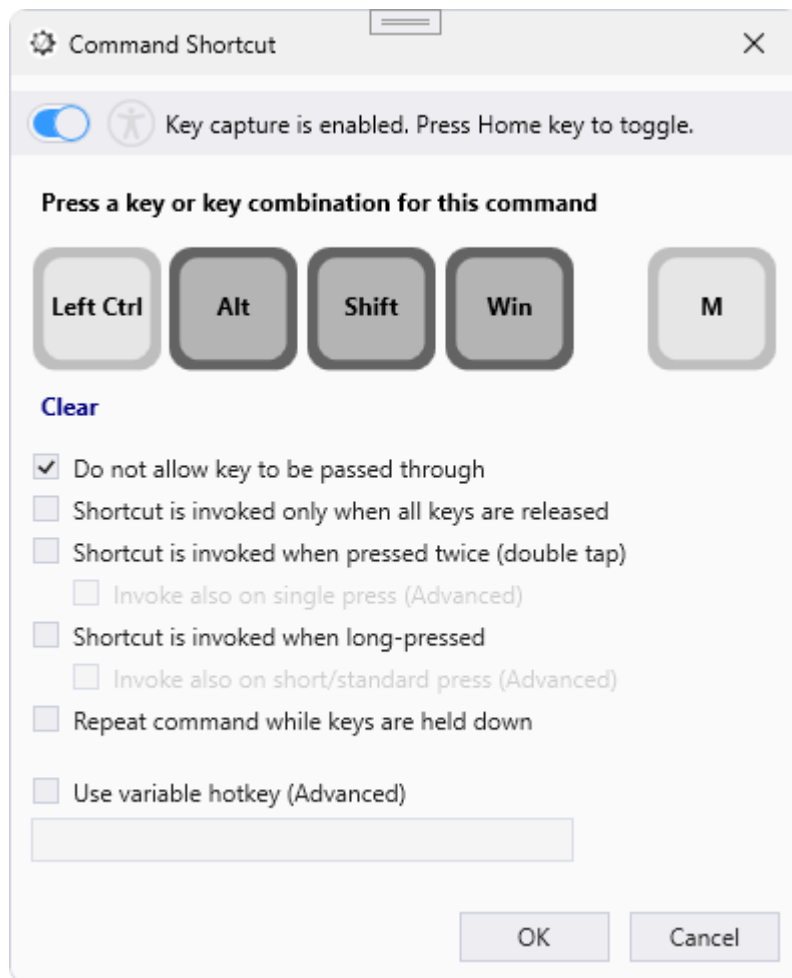 Command Shortcut
Key capture is enabled. Press Home key to toggle.
Press a key or key combination for this command
Left Ctrl Alt Shift Win M
Clear
Do not allow key to be passed through
Shortcut is invoked only when all keys are released
Shortcut is invoked when pressed twice (double tap)
Invoke also on single press (Advanced)
Shortcut is invoked when long-pressed
Invoke also on short/standard press (Advanced)
Repeat command while keys are held down
Use variable hotkey (Advanced)
OK Cancel